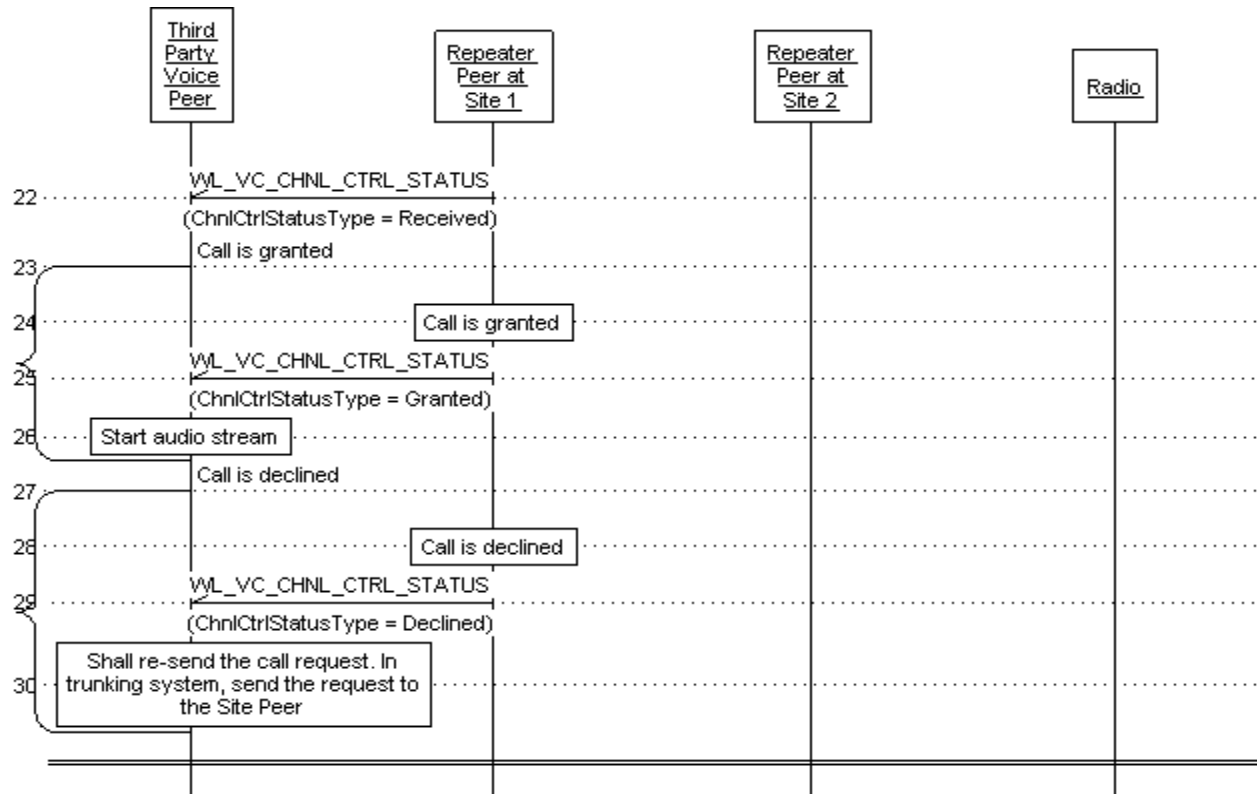 Third
Party
Voice
Peer
Repeater
Peer at
Site 1
Repeater
Peer at
Site 2
Radio
WL_VC_CHNL_CTRL_STATUS
22
(ChnlCtrlStatusType = Received)
Call is granted
23
24
Call is granted
WL_VC_CHNL_CTRL_STATUS
25
(ChnlCtrlStatusType = Granted)
26
Start audio stream
Call is declined
27
28
Call is declined
WL_VC_CHNL_CTRL_STATUS
29
(ChnlCtrlStatusType = Declined)
Shall re-send the call request. In
30
trunking system, send the request to
the Site Peer